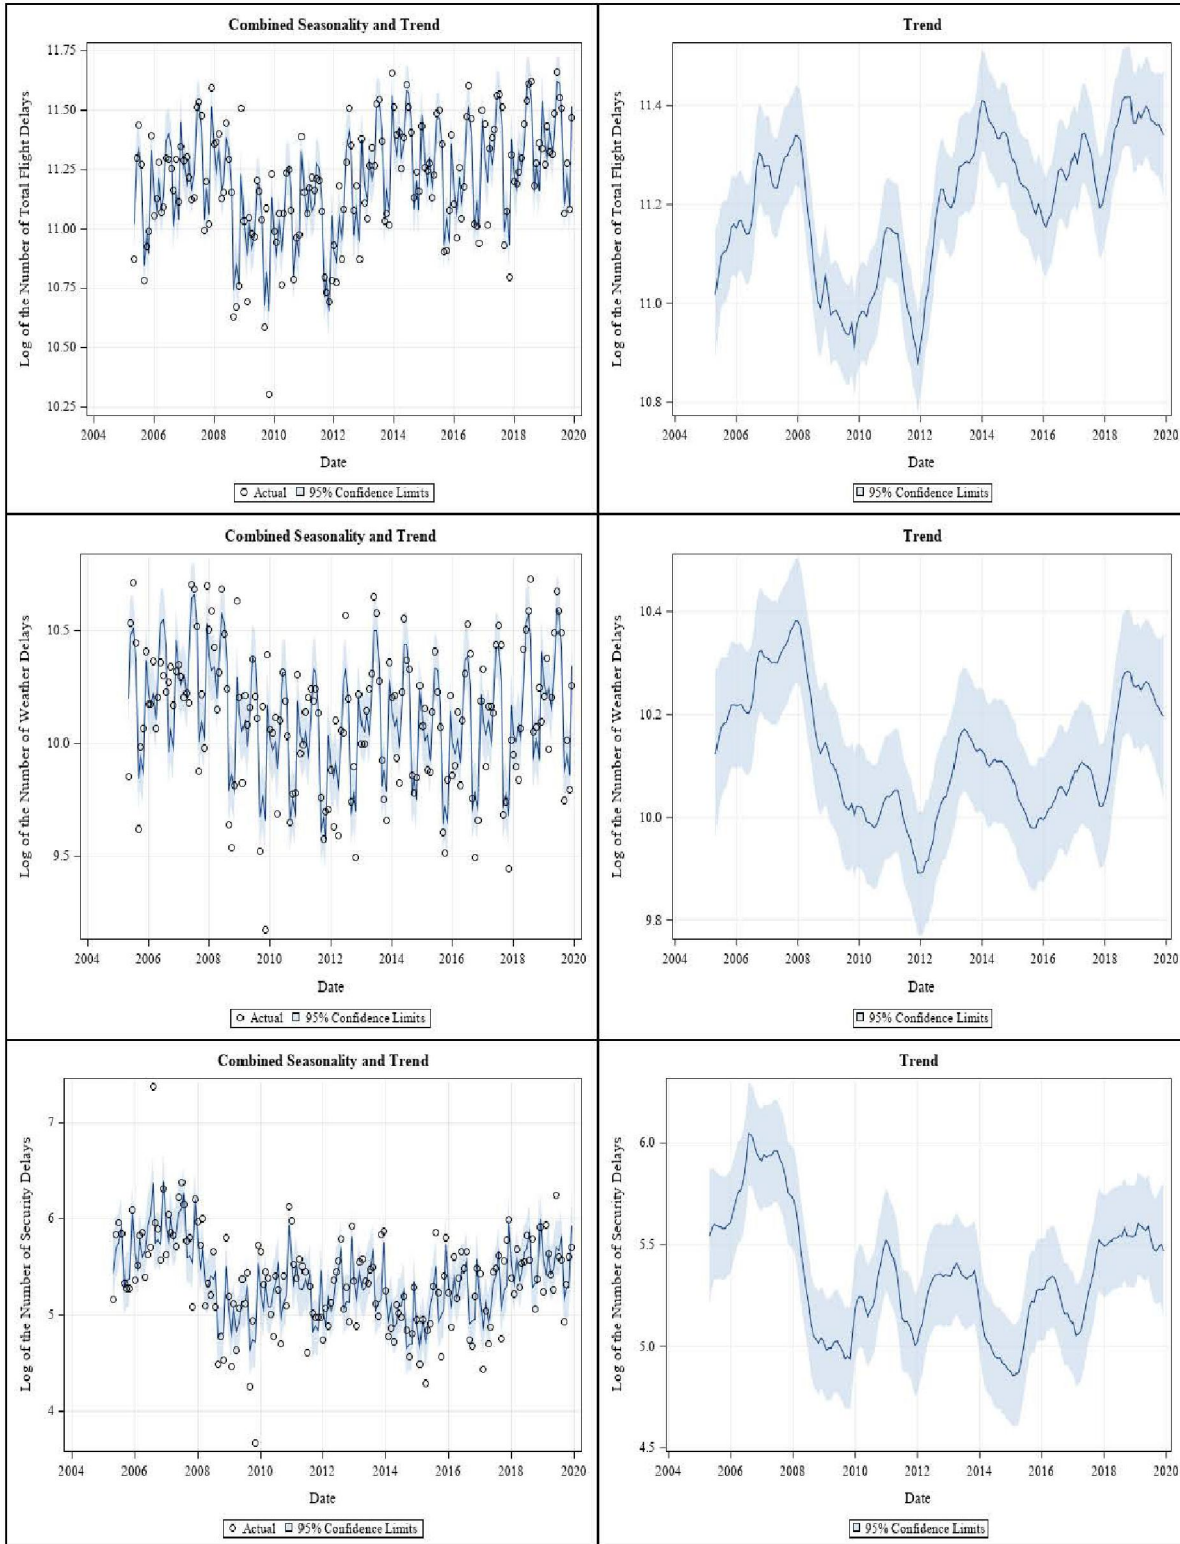 Combined Seasonality and Trend
Log of the Number of Total Flight Delays
11.75
11.50
11.25
11.00
10.75
10.50
10.25
2004 2006 2008 2010 2012 2014 2016 2018 2020
Date
Actual 95% Confidence Limits
Trend
Log of the Number of Total Flight Delays
11.4
11.2
11.0
10.8
2004 2006 2008 2010 2012 2014 2016 2018 2020
Date
95% Confidence Limits
Combined Seasonality and Trend
Log of the Number of Weather Delays
10.5
10.0
9.5
2004 2006 2008 2010 2012 2014 2016 2018 2020
Date
Actual 95% Confidence Limits
Trend
Log of the Number of Weather Delays
10.4
10.2
10.0
9.8
2004 2006 2008 2010 2012 2014 2016 2018 2020
Date
95% Confidence Limits
Combined Seasonality and Trend
Log of the Number of Security Delays
7
6
5
4
2004 2006 2008 2010 2012 2014 2016 2018 2020
Date
Actual 95% Confidence Limits
Trend
Log of the Number of Security Delays
6.0
5.5
5.0
4.5
2004 2006 2008 2010 2012 2014 2016 2018 2020
Date
95% Confidence Limits